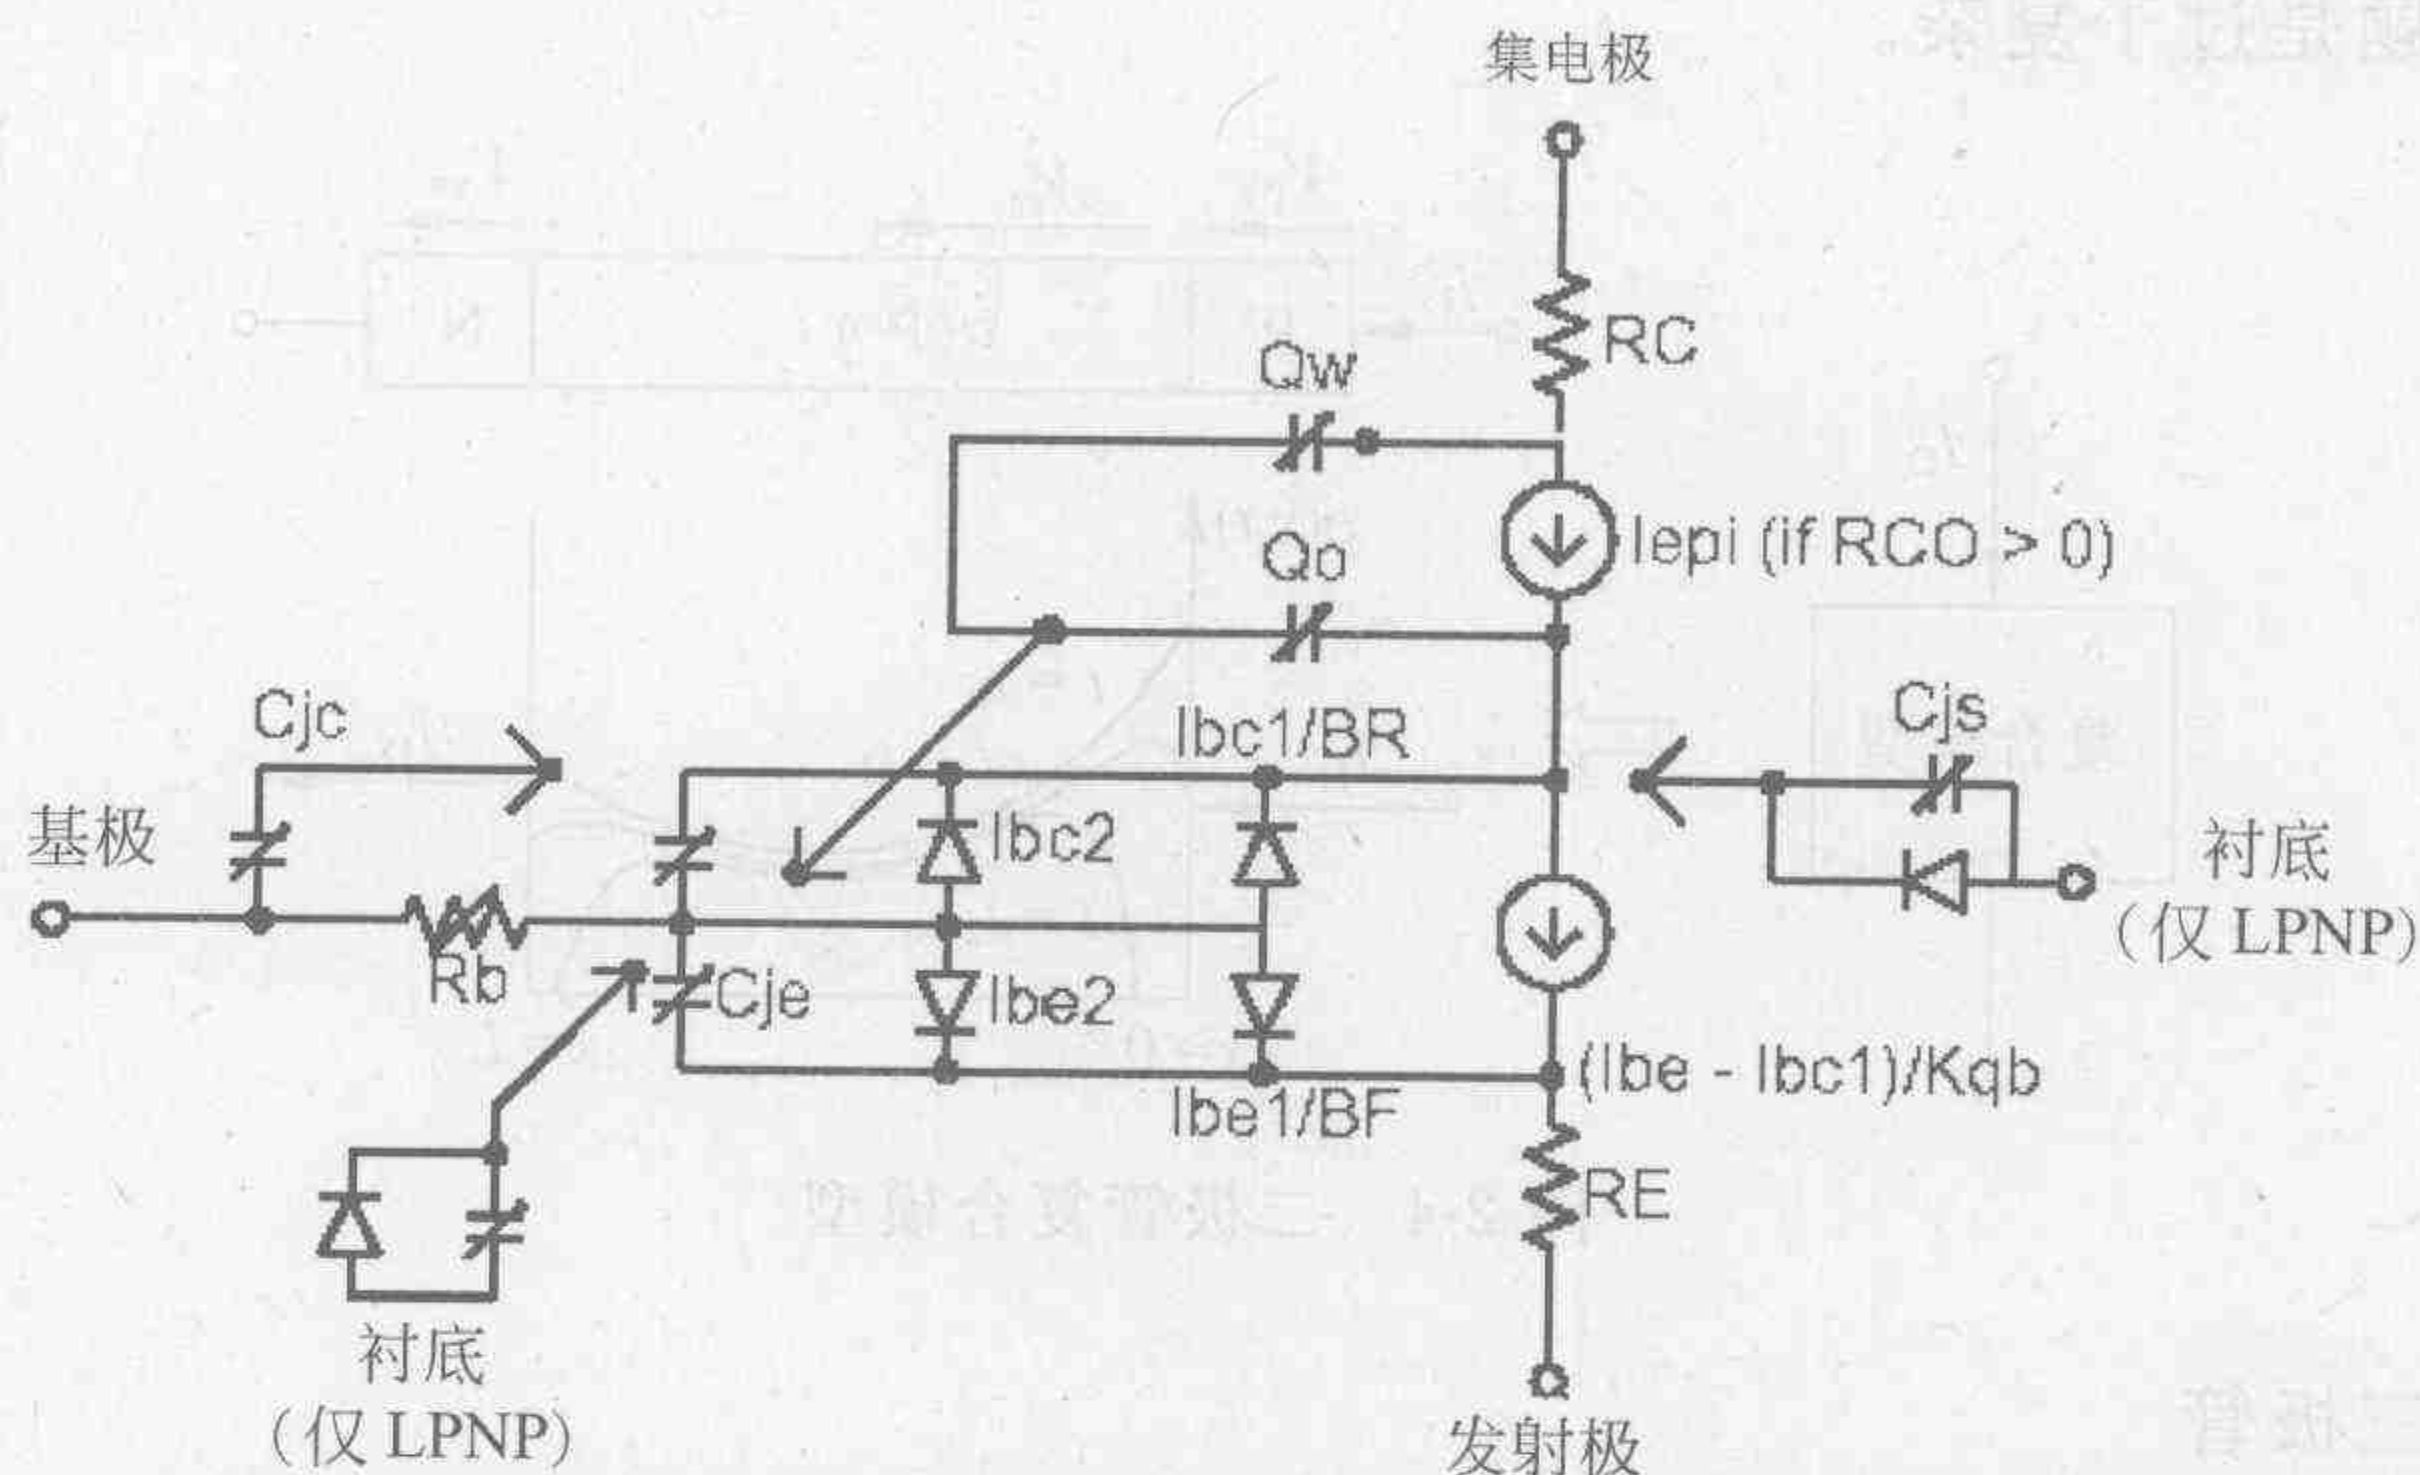 集电极
RC
Qw
Iepi (if RCO > 0)
Qo
Cjc
Ibc1/BR
Cjs
基极
Ibc2
衬底
(仅 LPNP)
Rb
Cje
Ibe2
(Ibe - Ibc1)/Kqb
Ibe1/BF
RE
衬底
(仅 LPNP)
发射极